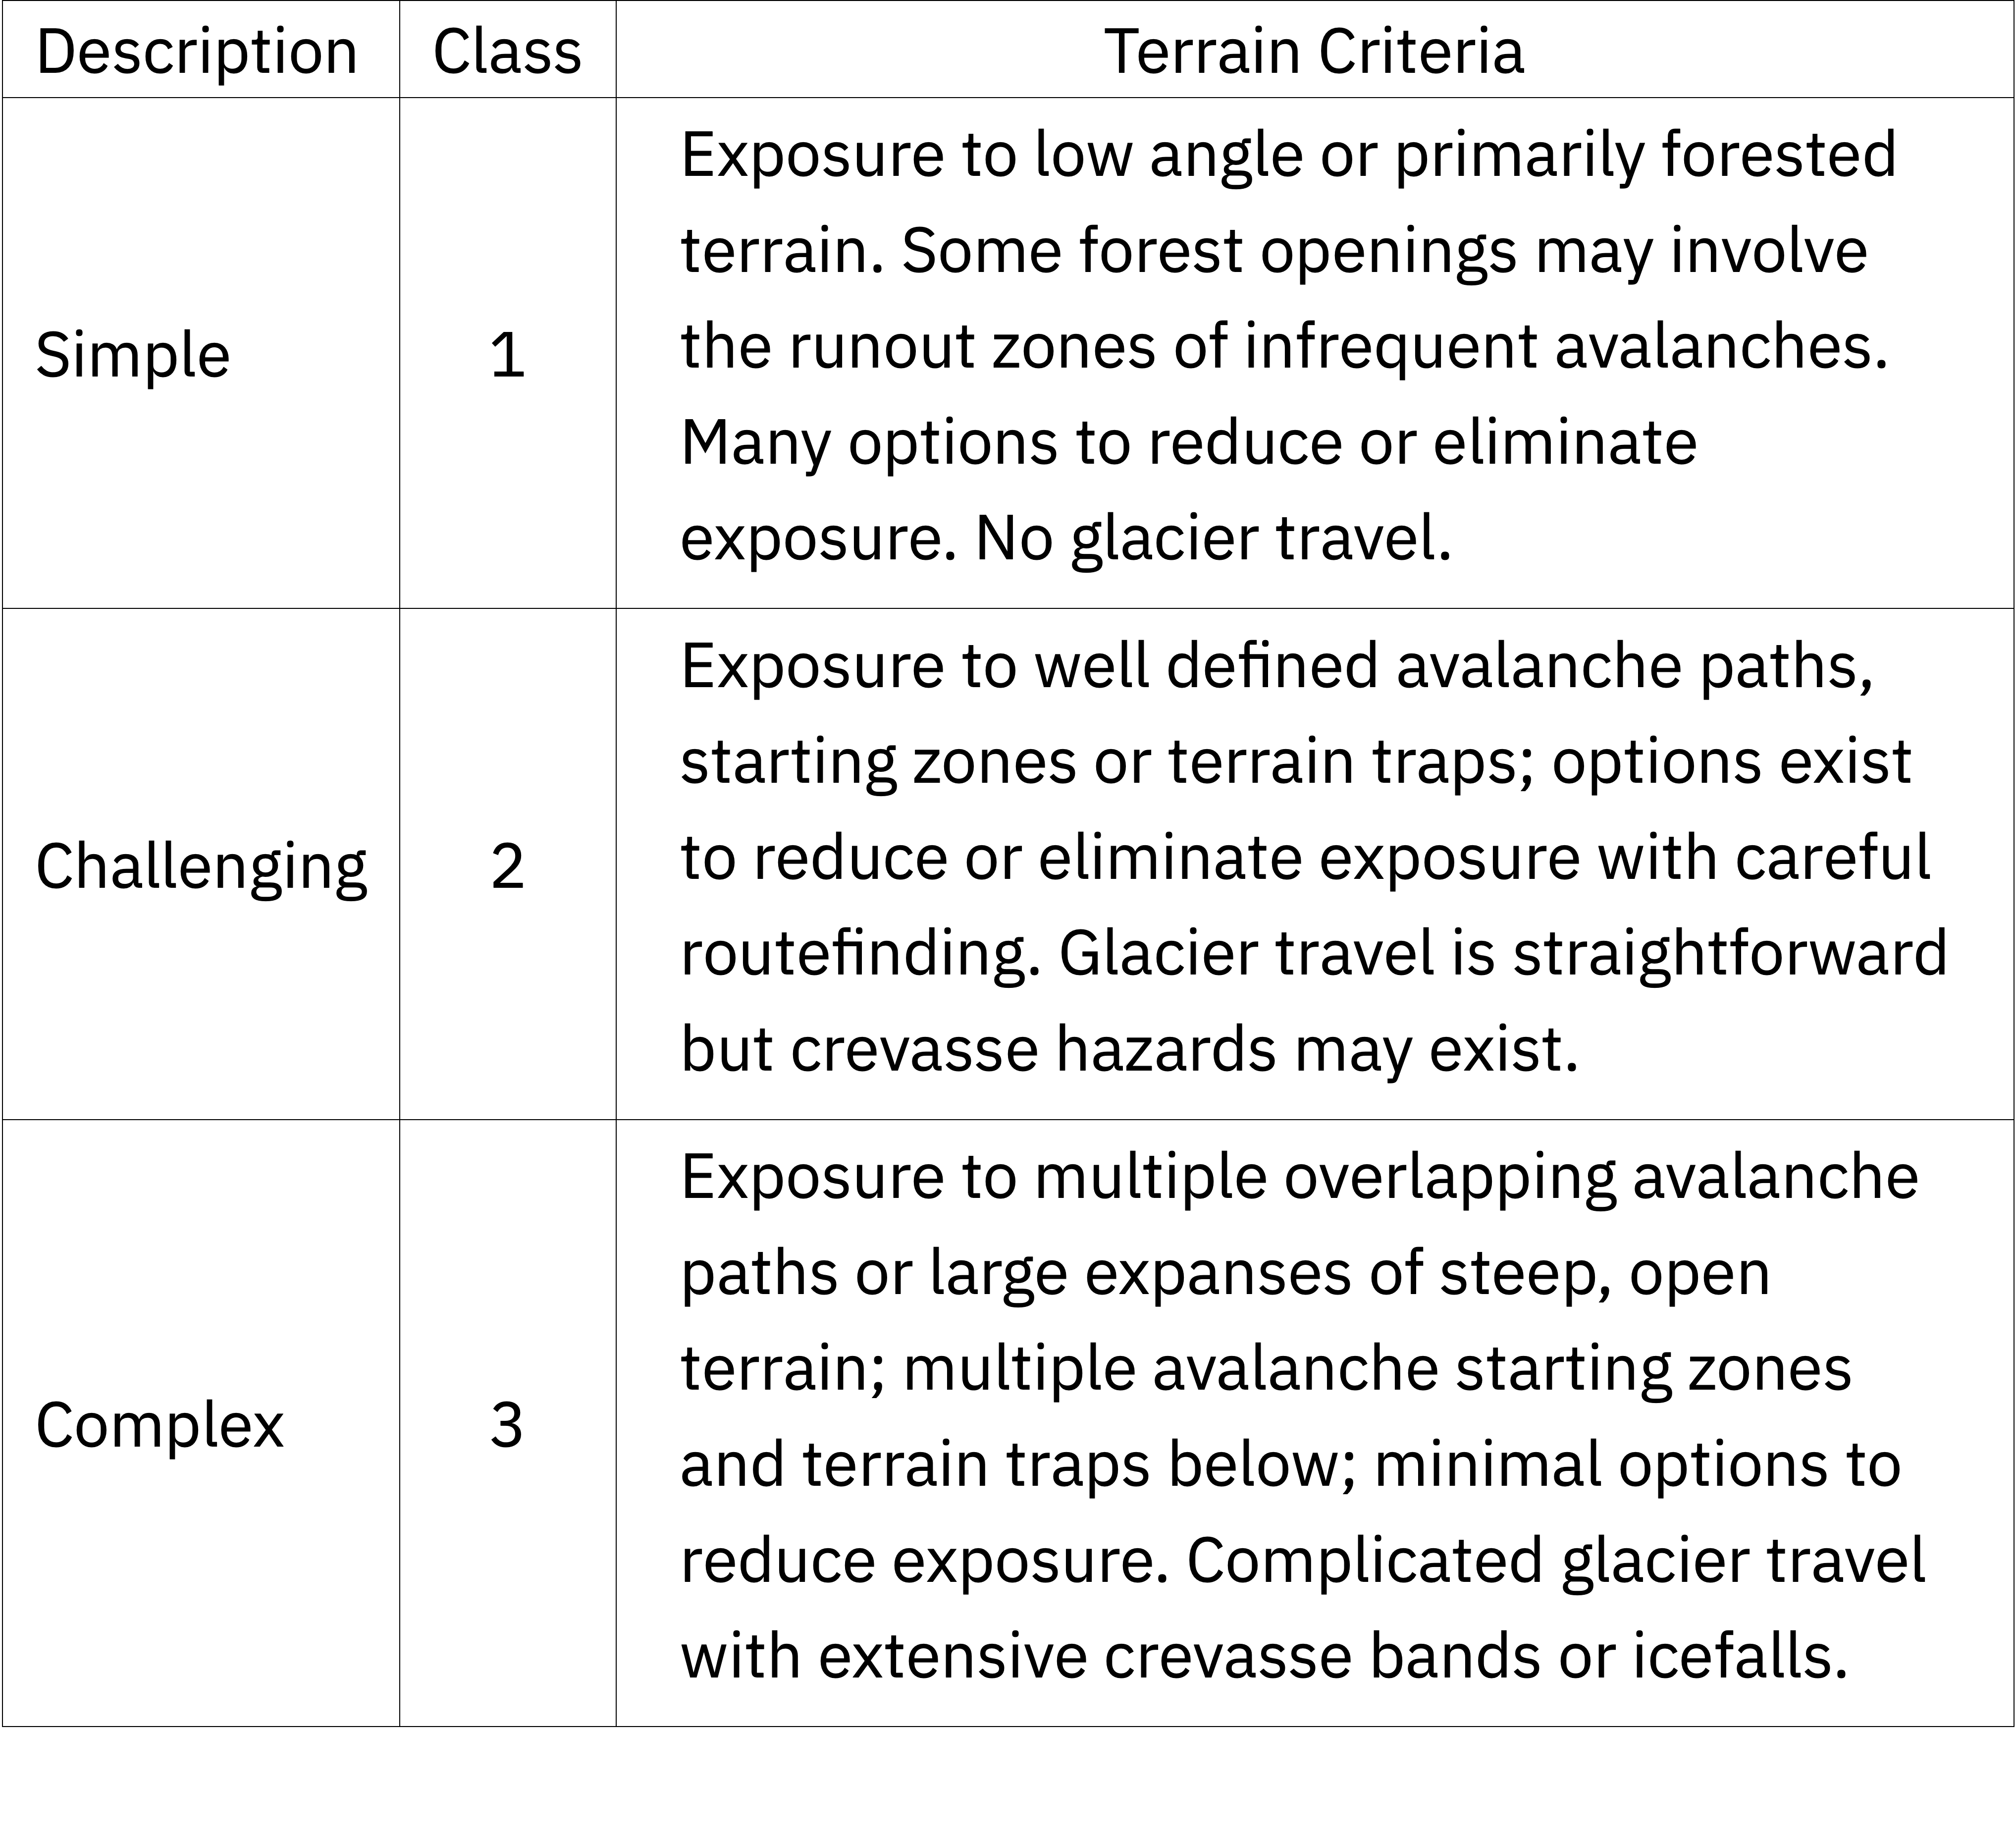 Description Class Terrain Criteria
Simple 1
Exposure to low angle or primarily forested
terrain. Some forest openings may involve
the runout zones of infrequent avalanches.
Many options to reduce or eliminate
exposure. No glacier travel.
Challenging 2
Exposure to well defined avalanche paths,
starting zones or terrain traps; options exist
to reduce or eliminate exposure with careful
routefinding. Glacier travel is straightforward
but crevasse hazards may exist.
Complex 3
Exposure to multiple overlapping avalanche
paths or large expanses of steep, open
terrain; multiple avalanche starting zones
and terrain traps below; minimal options to
reduce exposure. Complicated glacier travel
with extensive crevasse bands or icefalls.